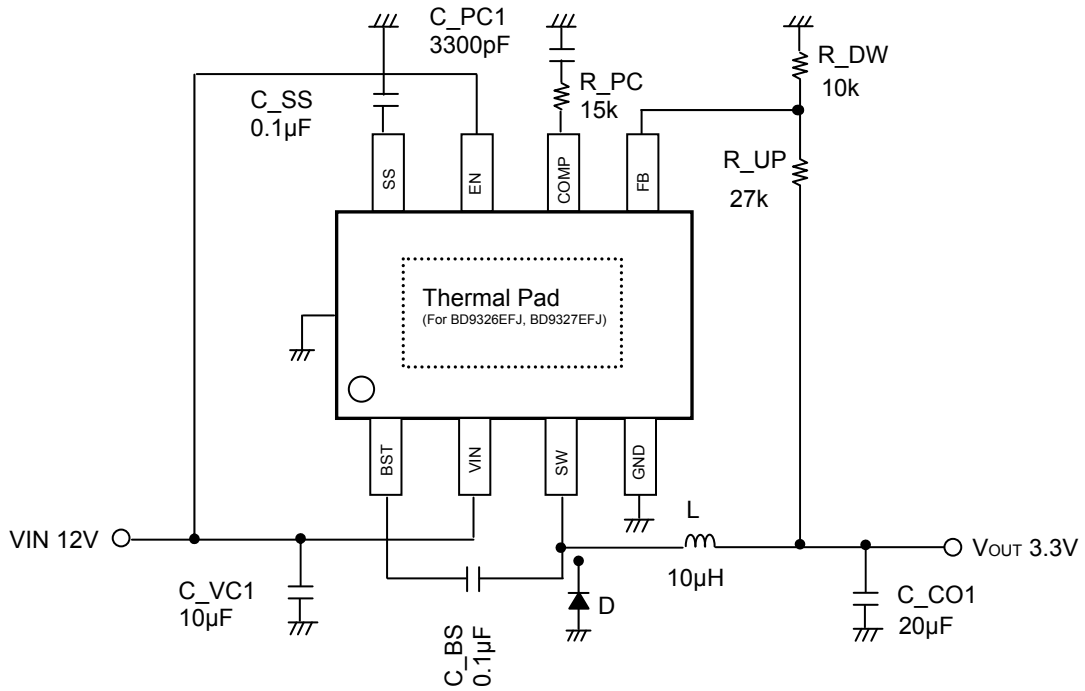 C_PC1
3300pF
R_DW
10k
R_PC
15k
C_SS
0.1µF
R_UP
27k
SS
EN
COMP
FB
Thermal Pad
(For BD9326EFJ, BD9327EFJ)
BST
VIN
SW
GND
L
VIN 12V
VOUT 3.3V
10µH
C_VC1
10µF
D
C_CO1
20µF
C_BS
0.1µF